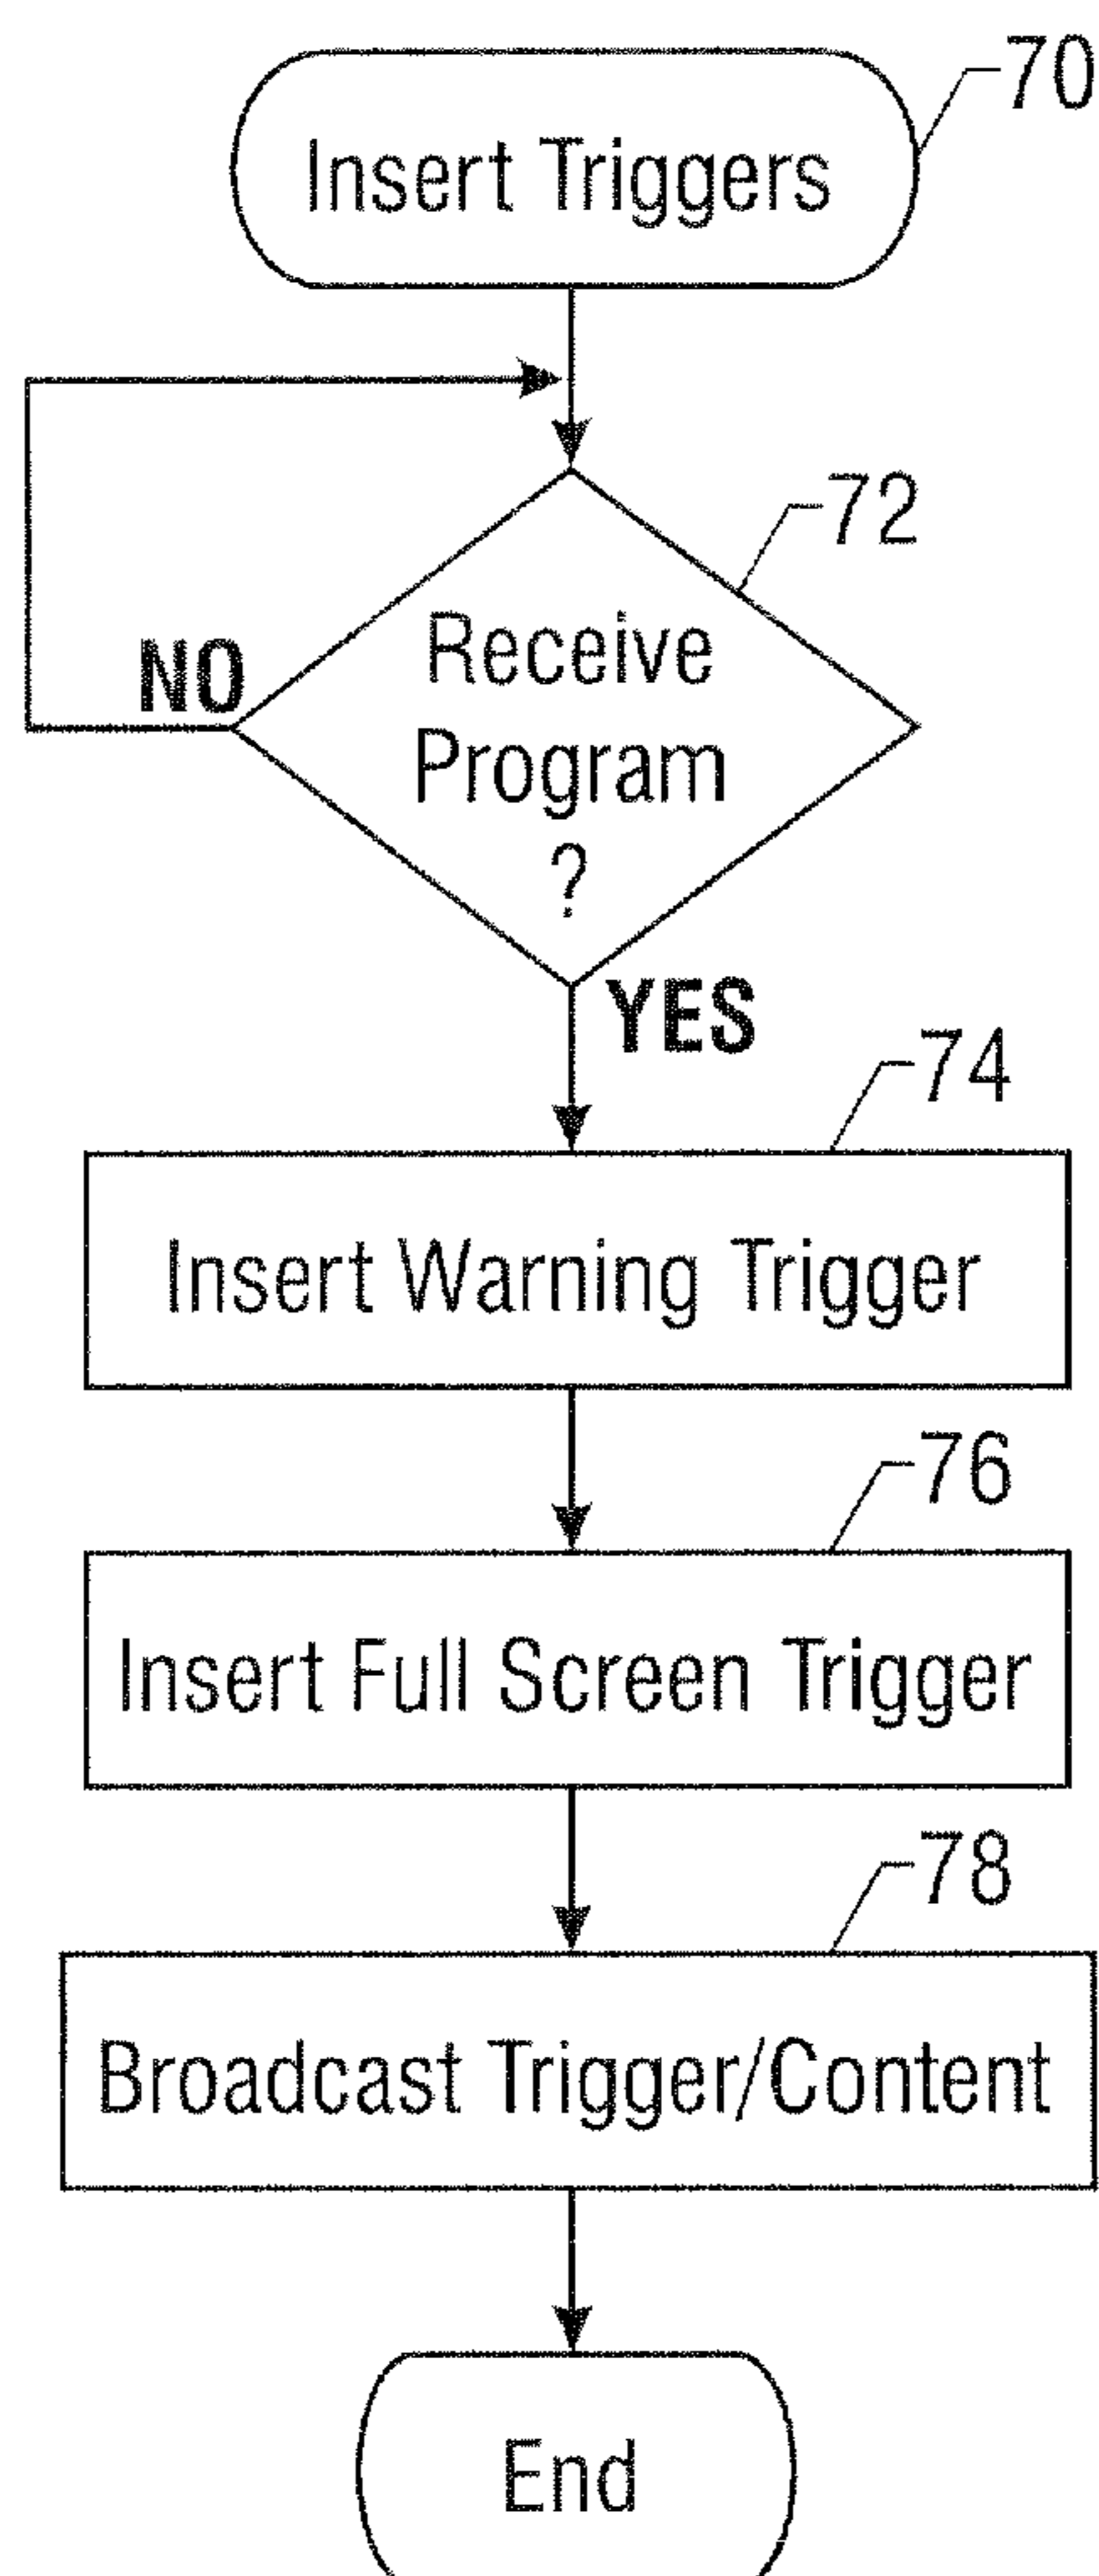 70
Insert Triggers
72
Receive
Program
?
NO
YES
74
Insert Warning Trigger
76
Insert Full Screen Trigger
78
Broadcast Trigger/Content
End